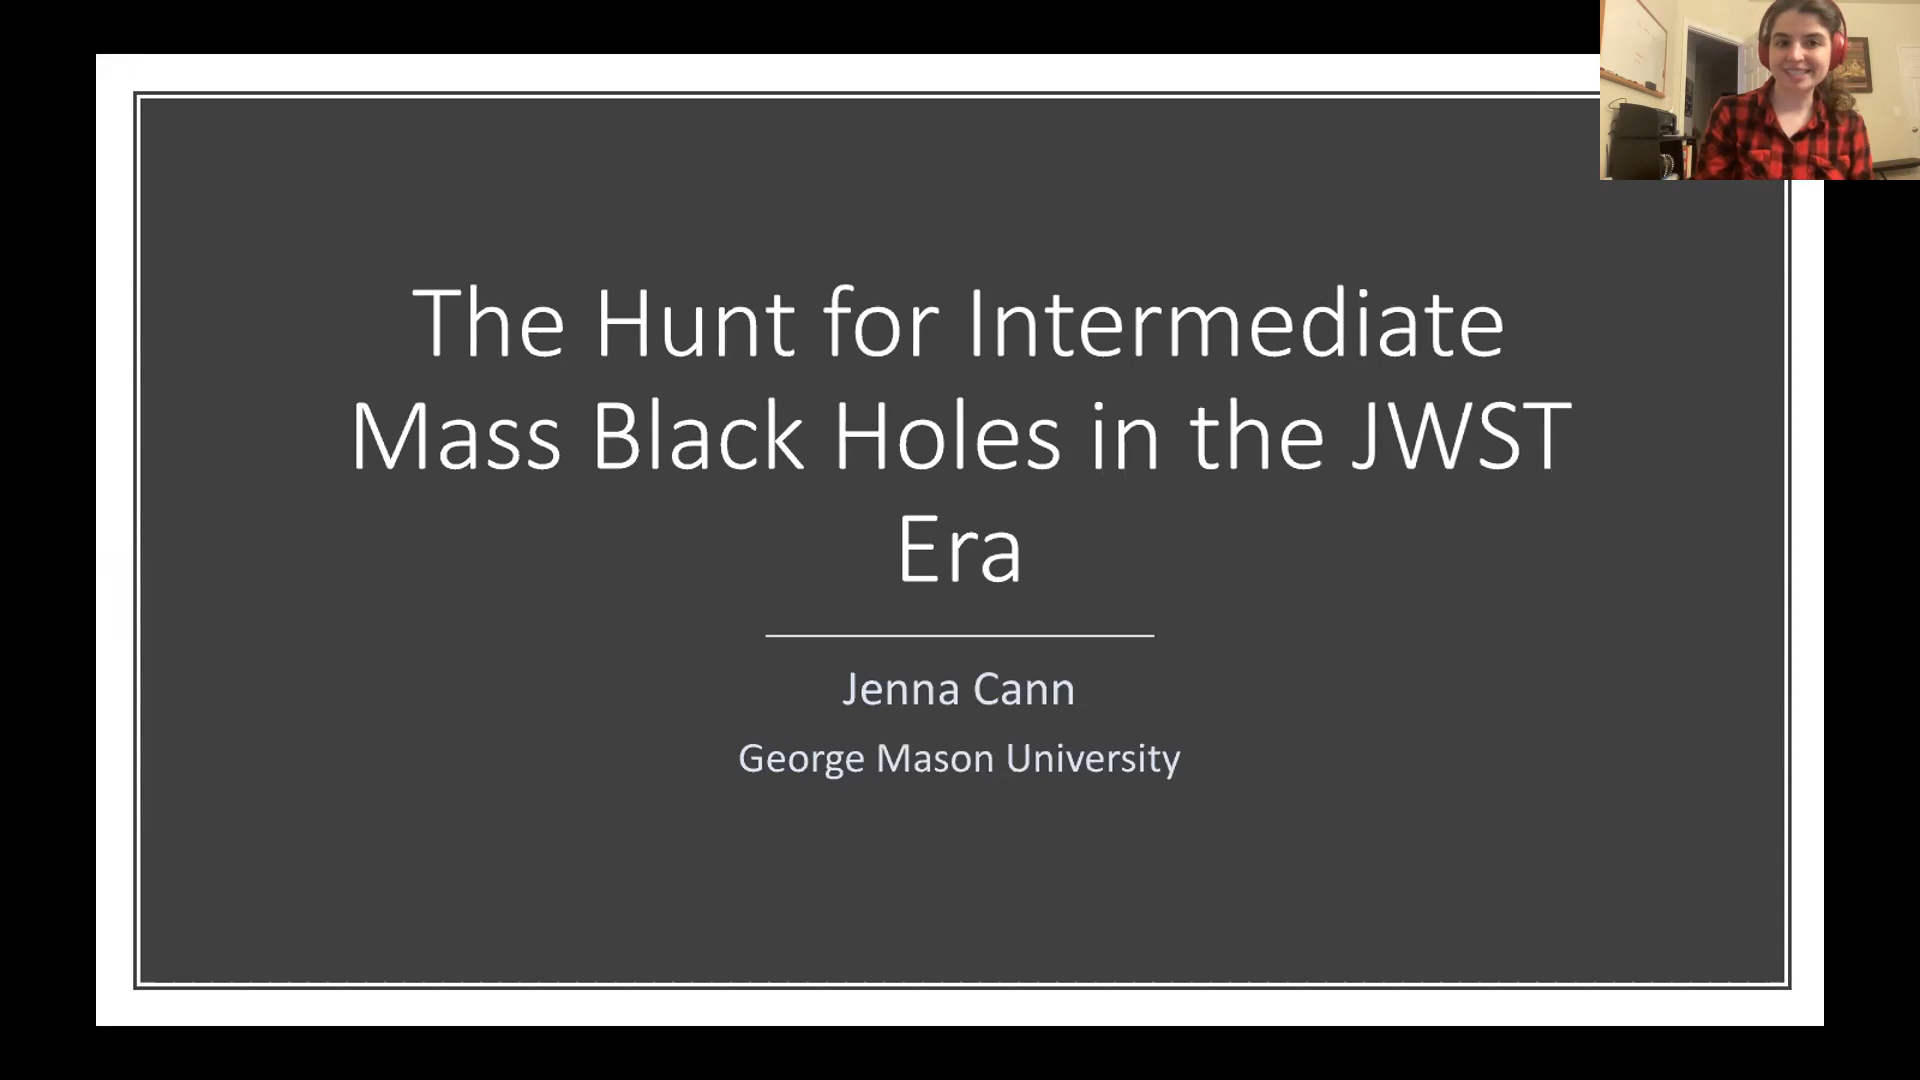 The Hunt for Intermediate
Mass Black Holes in the JWST
Era
Jenna Cann
George Mason University